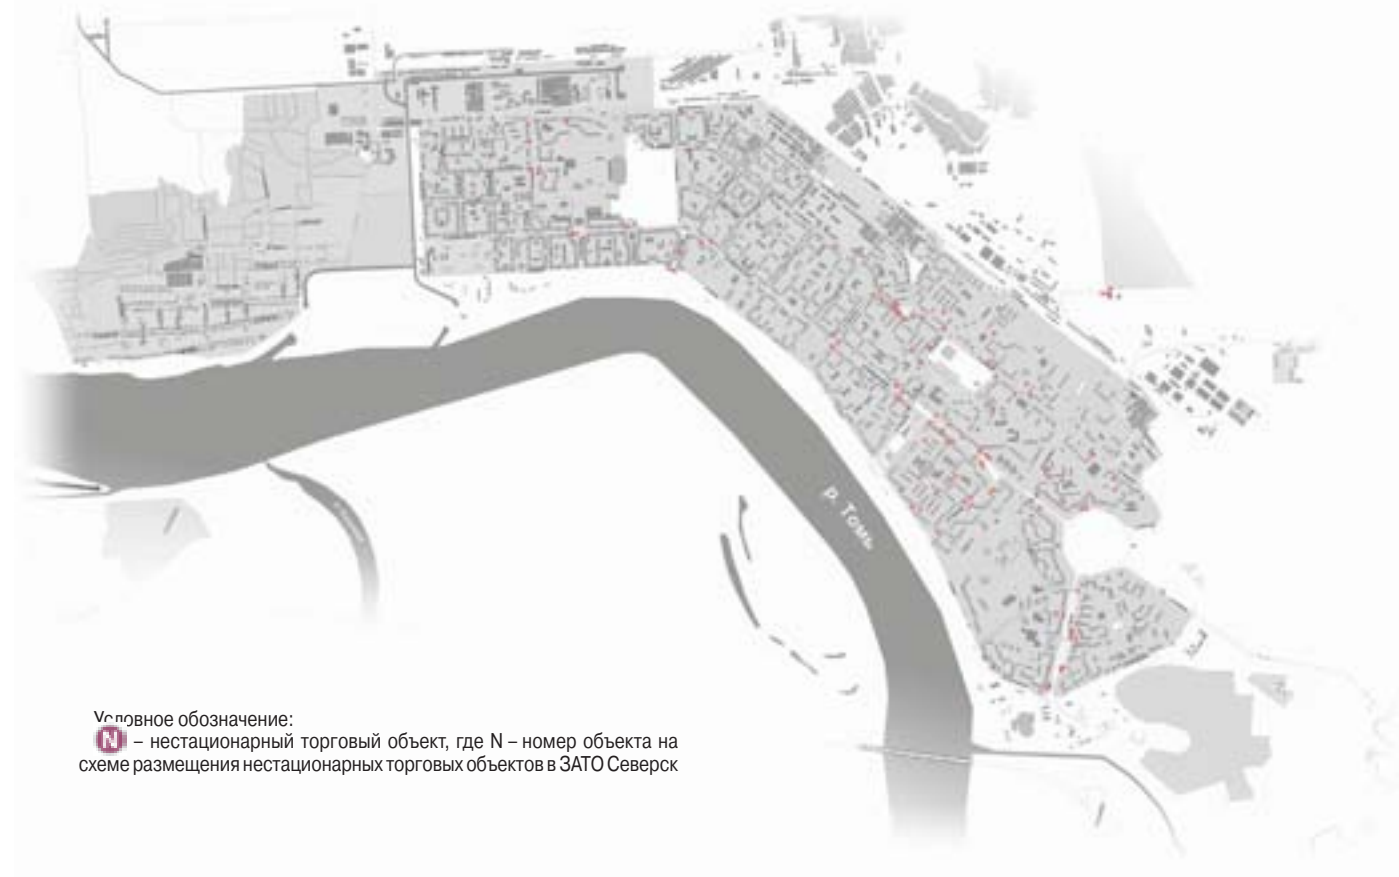 р. Томь
Условное обозначение:
N – нестационарный торговый объект, где N – номер объекта на
схеме размещения нестационарных торговых объектов в ЗАТО Северск